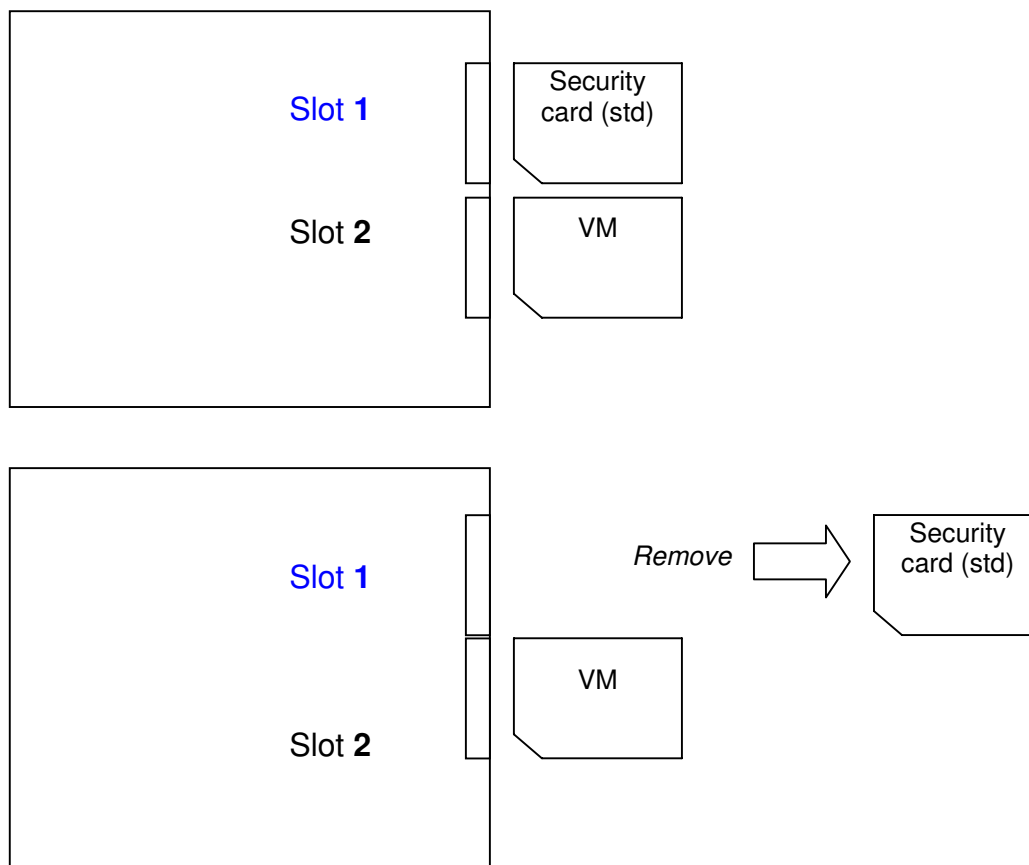 Slot 1
Security
card (std)
Slot 2
VM
Slot 1
Remove
Security
card (std)
VM
Slot 2